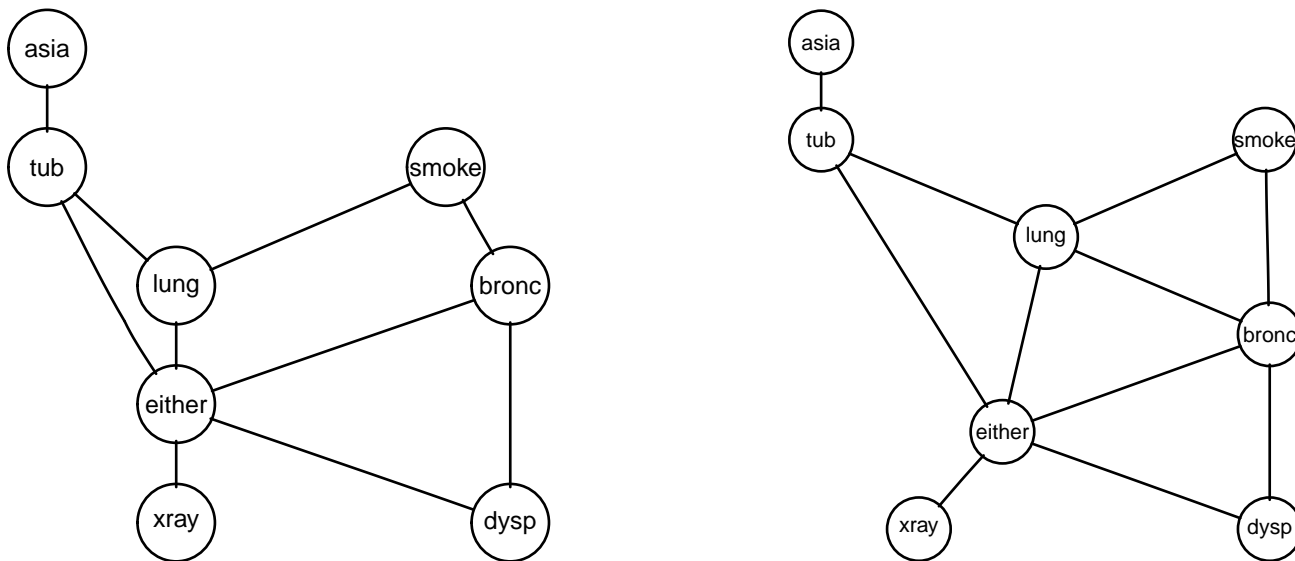 asia
tub
smoke
lung
bronc
either
xray
dysp
asia
tub
smoke
lung
bronc
either
xray
dysp